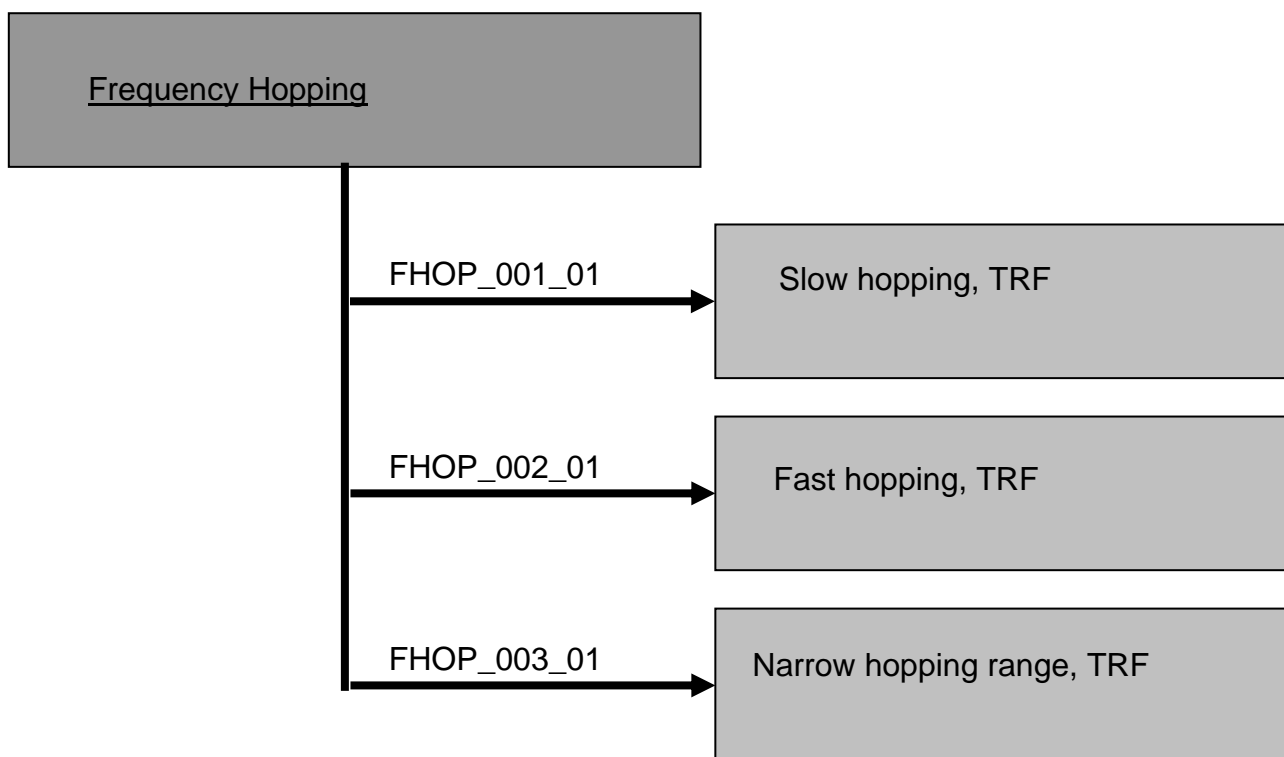 Frequency Hopping
FHOP_001_01
Slow hopping, TRF
FHOP_002_01
Fast hopping, TRF
FHOP_003_01
Narrow hopping range, TRF